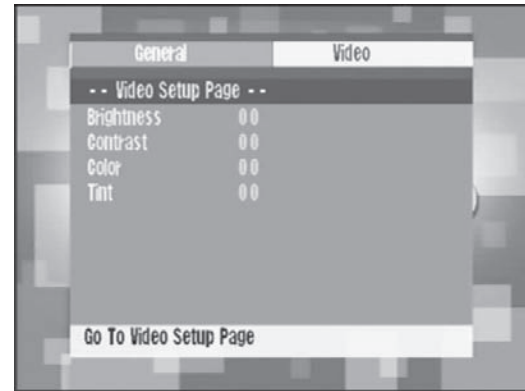 General Video
-- Video Setup Page --
Brightness 00
Contrast 00
Color 00
Tint 00
Go To Video Setup Page